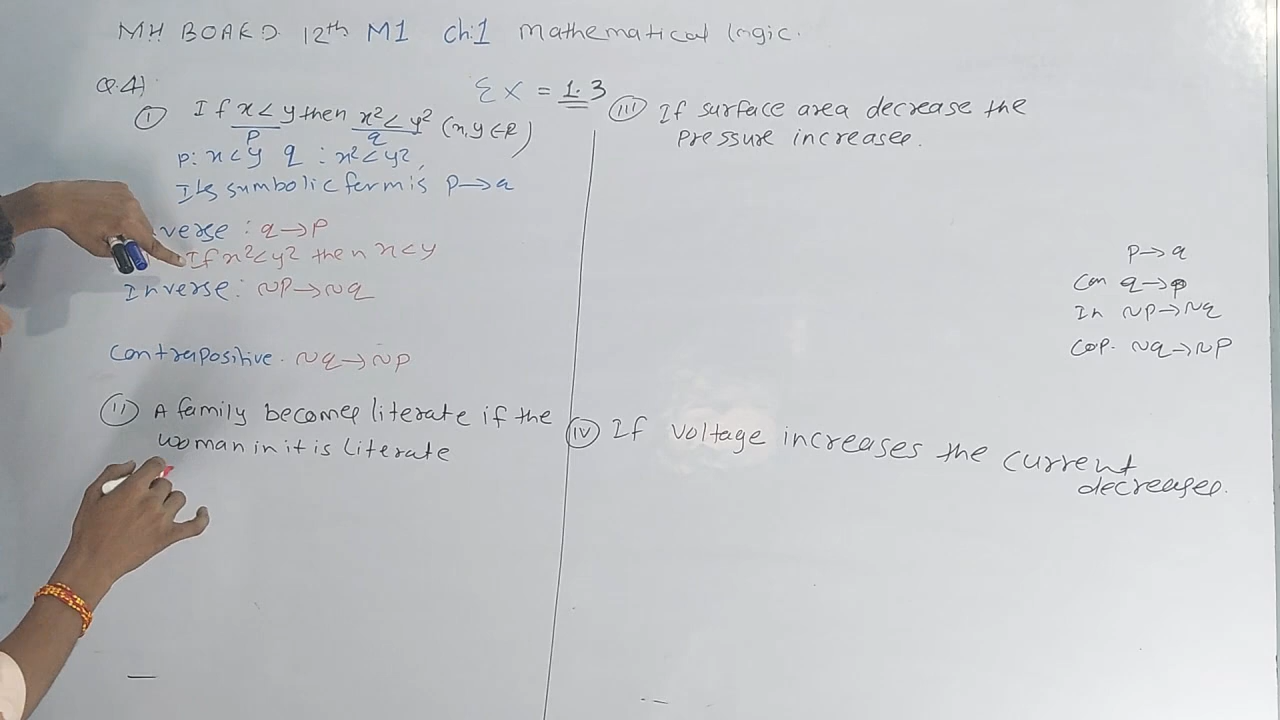 MH BOARD 12th M1 Ch:1 Mathematical logic.
Q.4)
Ex = 1.3
(I) If x < y then x² < y² (x, y ∈ R)
p q
p: x < y q : x² < y²,
Its sumbolic form is p → q
verse : q → p
If x² < y² then x < y
Inverse : ~p → ~q
Contrapositive. ~q → ~p
(II) A family becomes literate if the
woman in it is literate
(III) If surface area decrease the
pressure increases.
p → q
Con q → p
In ~p → ~q
Cop. ~q → ~p
(IV) If voltage increases the current
decreases.